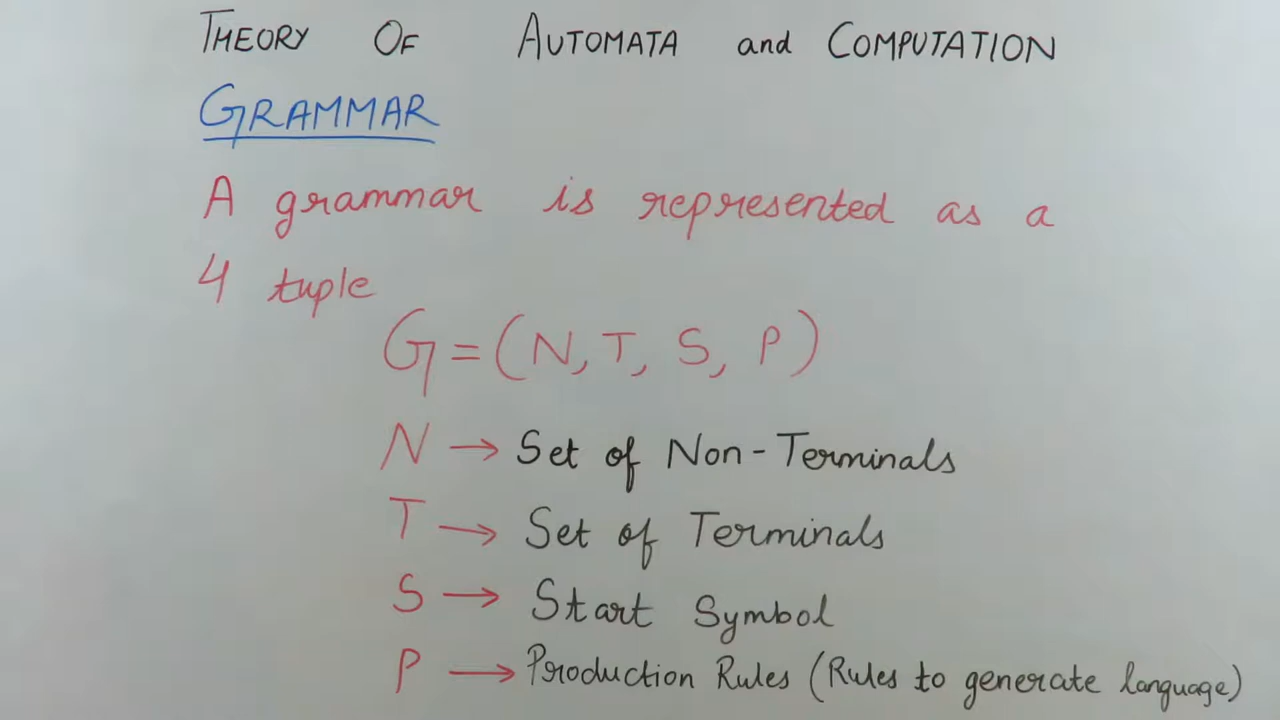 THEORY OF AUTOMATA and COMPUTATION
GRAMMAR
A grammar is represented as a
4 tuple
G = (N, T, S, P)
N → Set of Non-Terminals
T → Set of Terminals
S → Start Symbol
P → Production Rules (Rules to generate language)